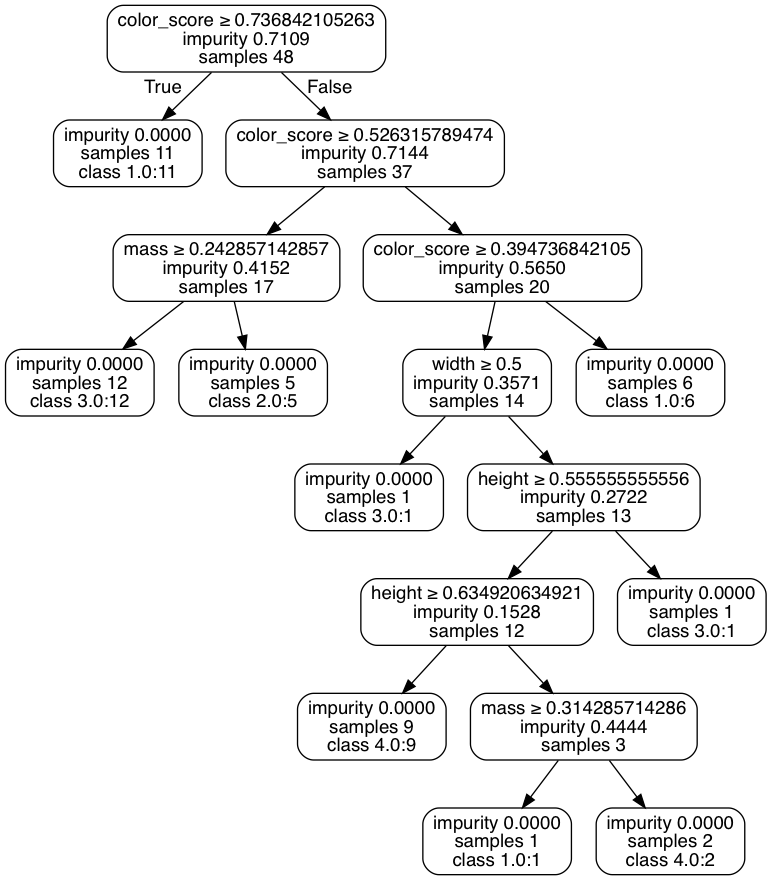 color_score ≥ 0.736842105263
impurity 0.7109
samples 48
True
False
impurity 0.0000
samples 11
class 1.0:11
color_score ≥ 0.526315789474
impurity 0.7144
samples 37
mass ≥ 0.242857142857
impurity 0.4152
samples 17
color_score ≥ 0.394736842105
impurity 0.5650
samples 20
impurity 0.0000
samples 12
class 3.0:12
impurity 0.0000
samples 5
class 2.0:5
width ≥ 0.5
impurity 0.3571
samples 14
impurity 0.0000
samples 6
class 1.0:6
impurity 0.0000
samples 1
class 3.0:1
height ≥ 0.555555555556
impurity 0.2722
samples 13
height ≥ 0.634920634921
impurity 0.1528
samples 12
impurity 0.0000
samples 1
class 3.0:1
impurity 0.0000
samples 9
class 4.0:9
mass ≥ 0.314285714286
impurity 0.4444
samples 3
impurity 0.0000
samples 1
class 1.0:1
impurity 0.0000
samples 2
class 4.0:2